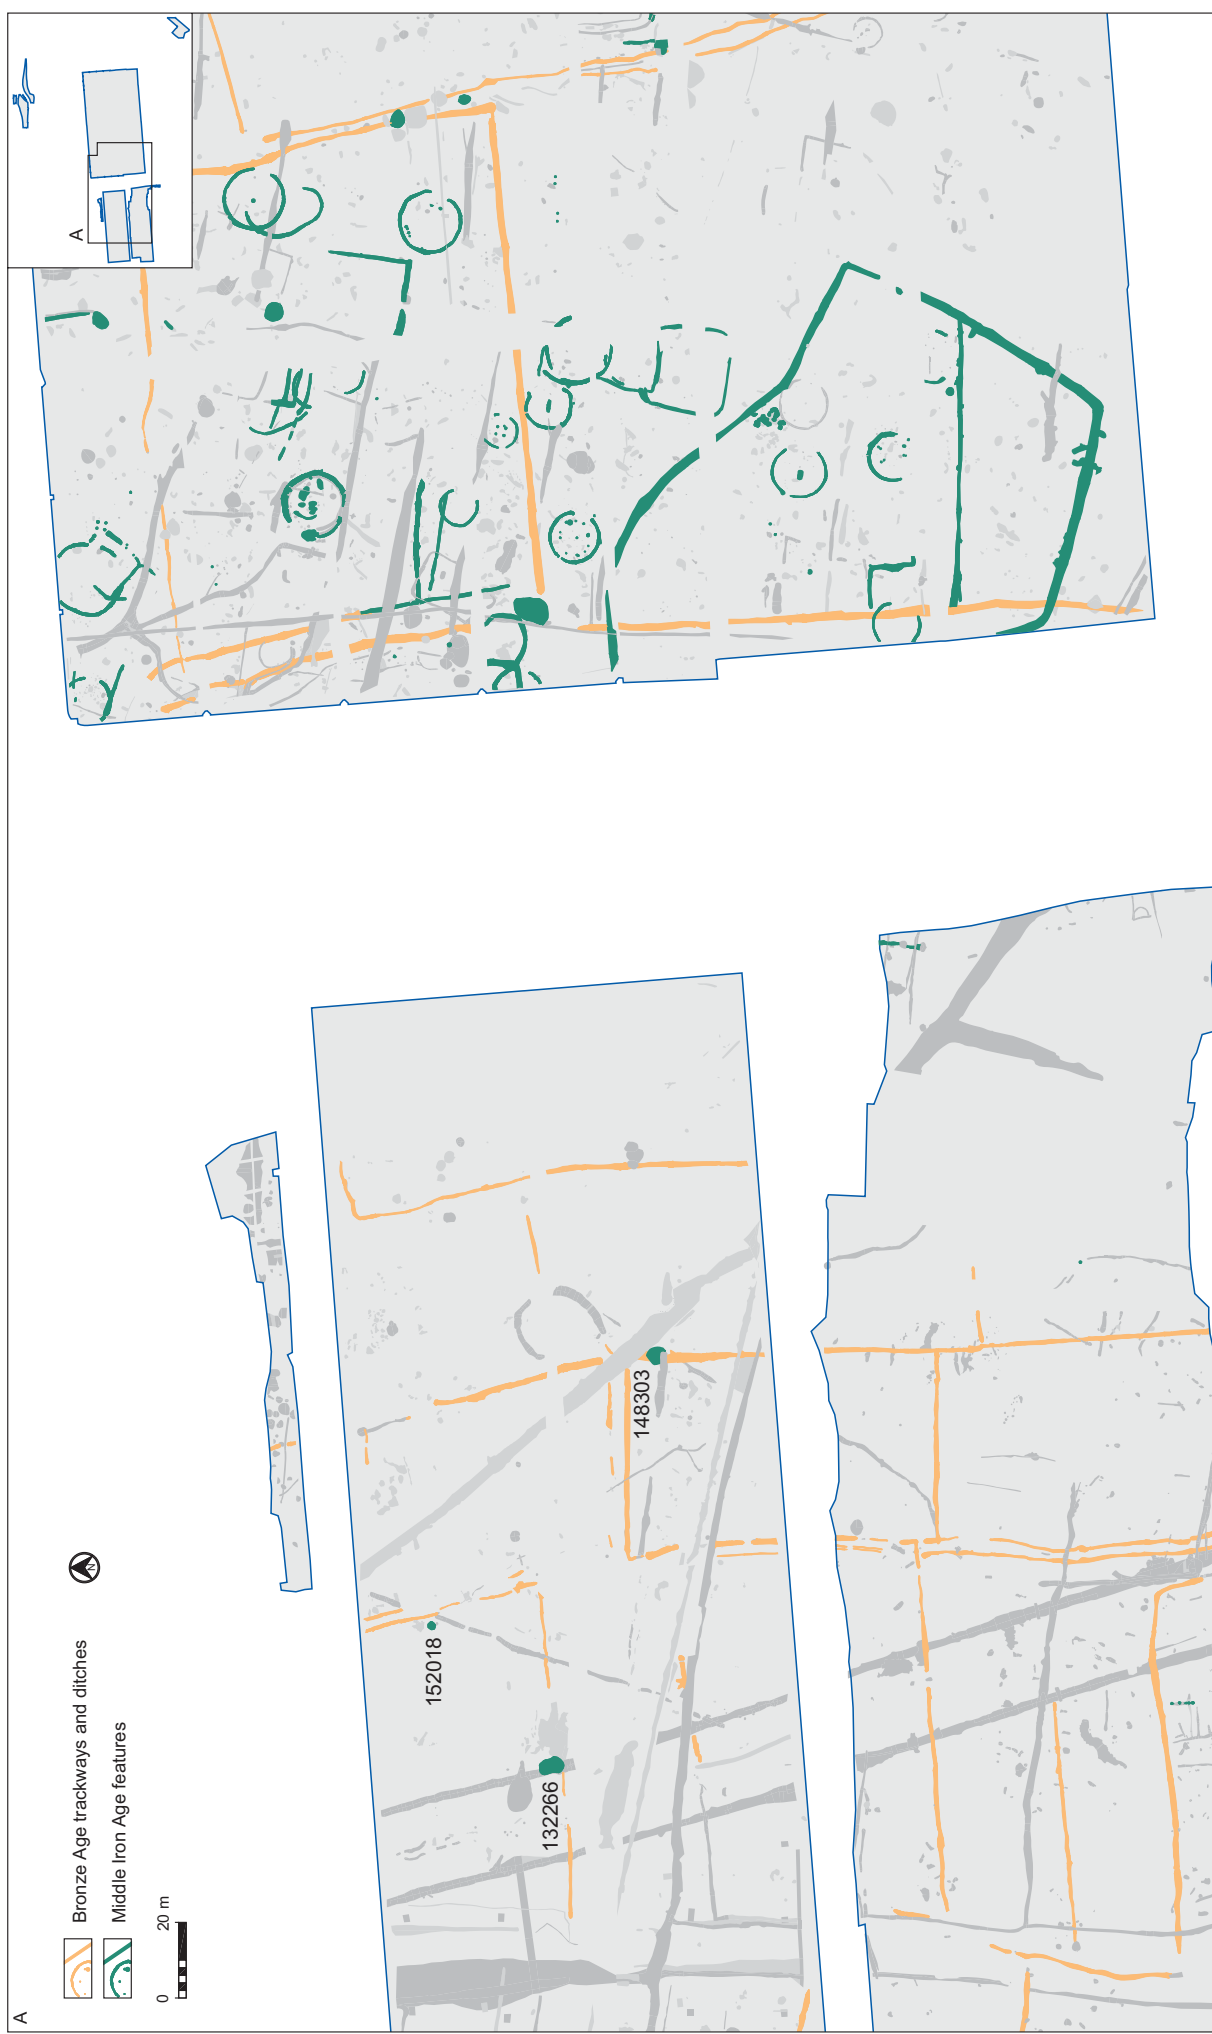 A
Bronze Age trackways and ditches
Middle Iron Age features
0 20 m
N
132266
152018
148303
A